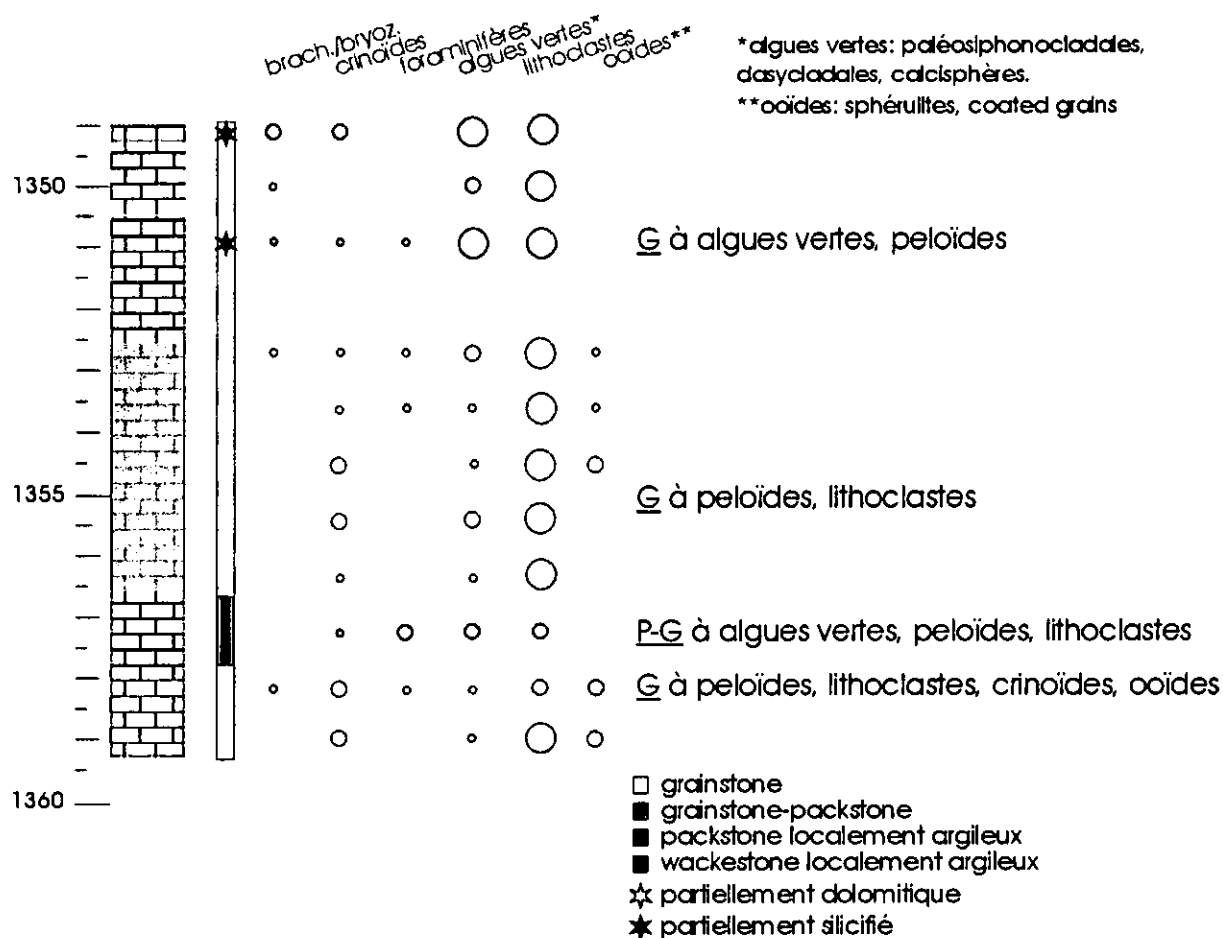 brach./bryoz.
crinoïdes
foraminifères
algues vertes*
lithoclastes
ooïdes**
*algues vertes: paléosiphonocladales,
dasycladales, calcisphères.
**ooïdes: sphérulites, coated grains
1350
G à algues vertes, peloïdes
1355
G à peloïdes, lithoclastes
P-G à algues vertes, peloïdes, lithoclastes
G à peloïdes, lithoclastes, crinoïdes, ooïdes
1360
grainstone
grainstone-packstone
packstone localement argileux
wackestone localement argileux
partiellement dolomitique
partiellement silicifié